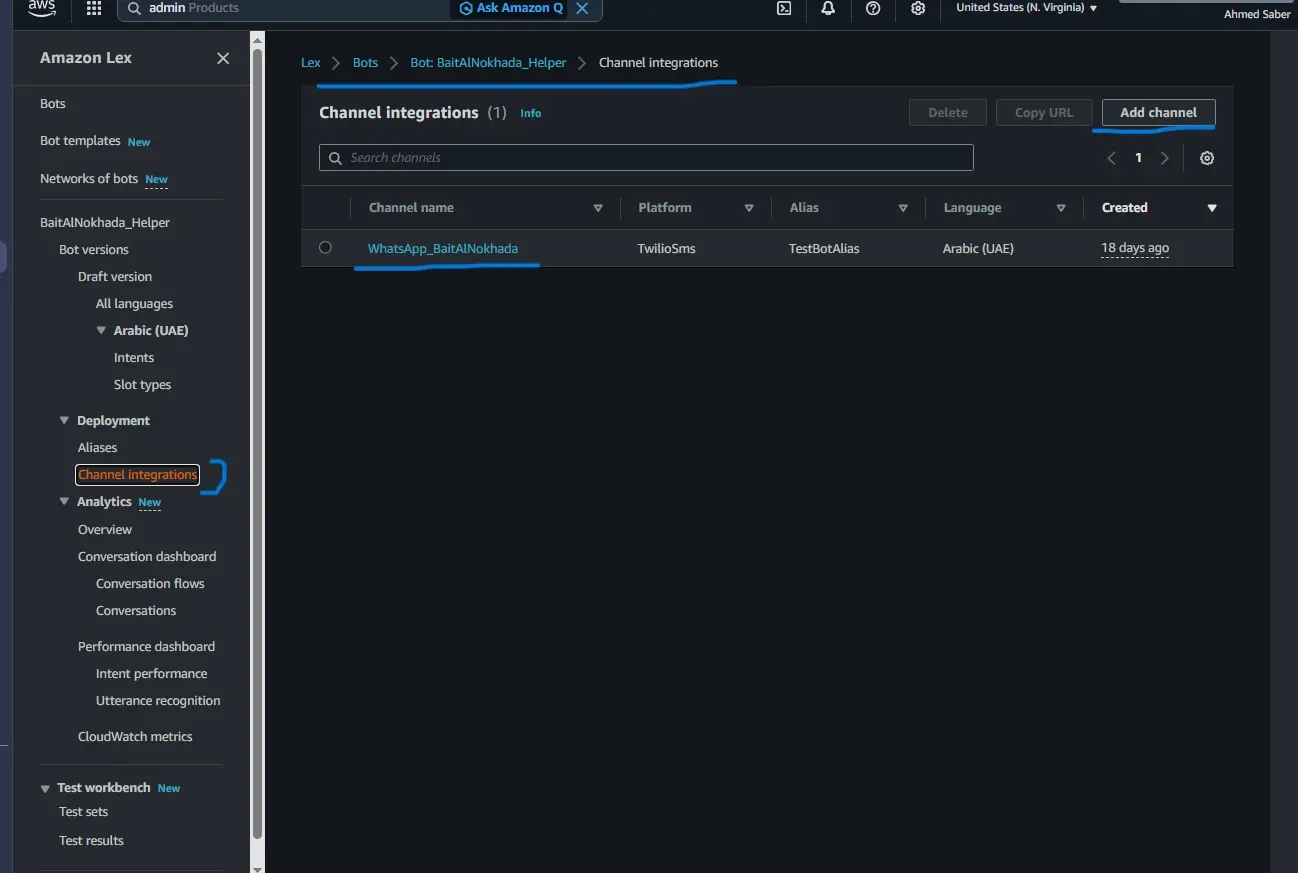 aws admin Products Ask Amazon Q United States (N. Virginia) Ahmed Saber
Amazon Lex
Bots
Bot templates New
Networks of bots New
BaitAlNokhada_Helper
Bot versions
Draft version
All languages
Arabic (UAE)
Intents
Slot types
Deployment
Aliases
Channel integrations
Analytics New
Overview
Conversation dashboard
Conversation flows
Conversations
Performance dashboard
Intent performance
Utterance recognition
CloudWatch metrics
Test workbench New
Test sets
Test results
Lex Bots Bot: BaitAlNokhada_Helper Channel integrations
Channel integrations (1) Info Delete Copy URL Add channel
Search channels 1
Channel name Platform Alias Language Created
WhatsApp_BaitAlNokhada TwilioSms TestBotAlias Arabic (UAE) 18 days ago